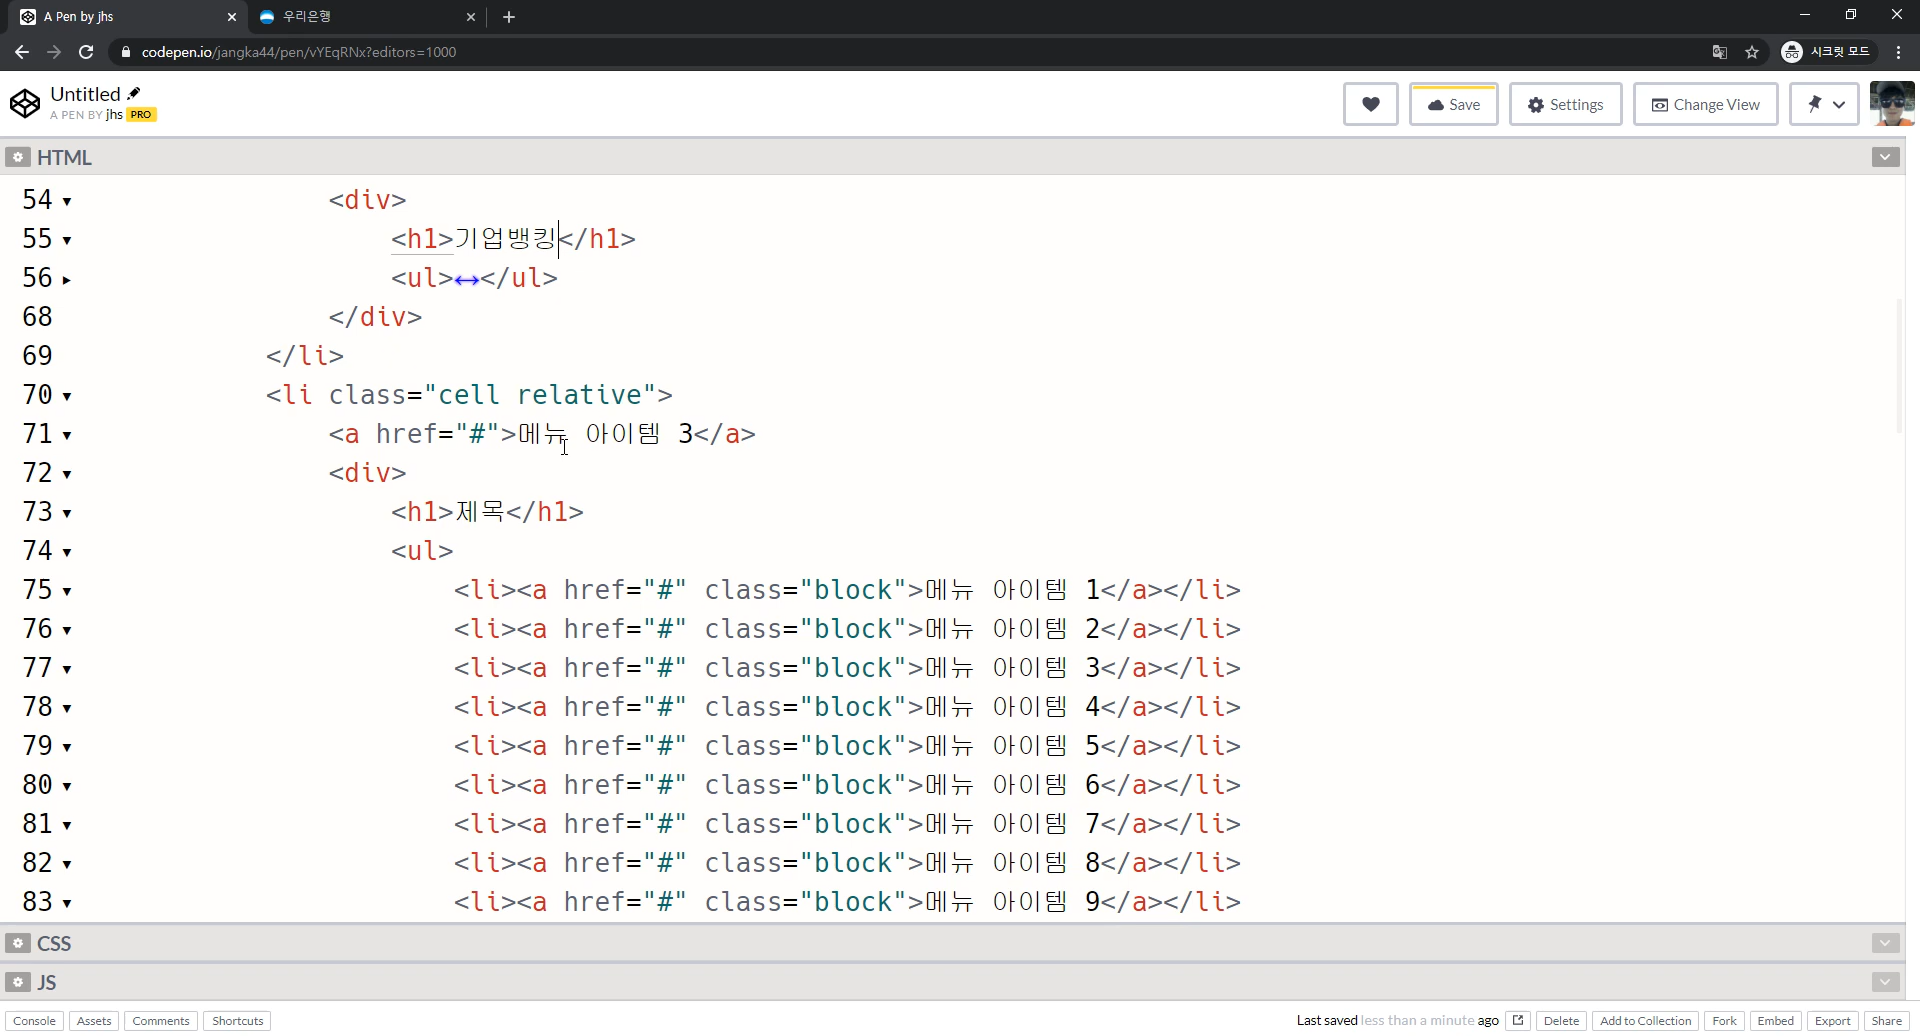 A Pen by jhs
우리은행
codepen.io/jangka44/pen/vYEqRNx?editors=1000
시크릿 모드
Untitled
A PEN BY jhs PRO
Save
Settings
Change View
HTML
54 <div>
55 <h1>기업뱅킹</h1>
56 <ul>↔</ul>
68 </div>
69 </li>
70 <li class="cell relative">
71 <a href="#">메뉴 아이템 3</a>
72 <div>
73 <h1>제목</h1>
74 <ul>
75 <li><a href="#" class="block">메뉴 아이템 1</a></li>
76 <li><a href="#" class="block">메뉴 아이템 2</a></li>
77 <li><a href="#" class="block">메뉴 아이템 3</a></li>
78 <li><a href="#" class="block">메뉴 아이템 4</a></li>
79 <li><a href="#" class="block">메뉴 아이템 5</a></li>
80 <li><a href="#" class="block">메뉴 아이템 6</a></li>
81 <li><a href="#" class="block">메뉴 아이템 7</a></li>
82 <li><a href="#" class="block">메뉴 아이템 8</a></li>
83 <li><a href="#" class="block">메뉴 아이템 9</a></li>
CSS
JS
Console Assets Comments Shortcuts
Last saved less than a minute ago
Delete Add to Collection Fork Embed Export Share